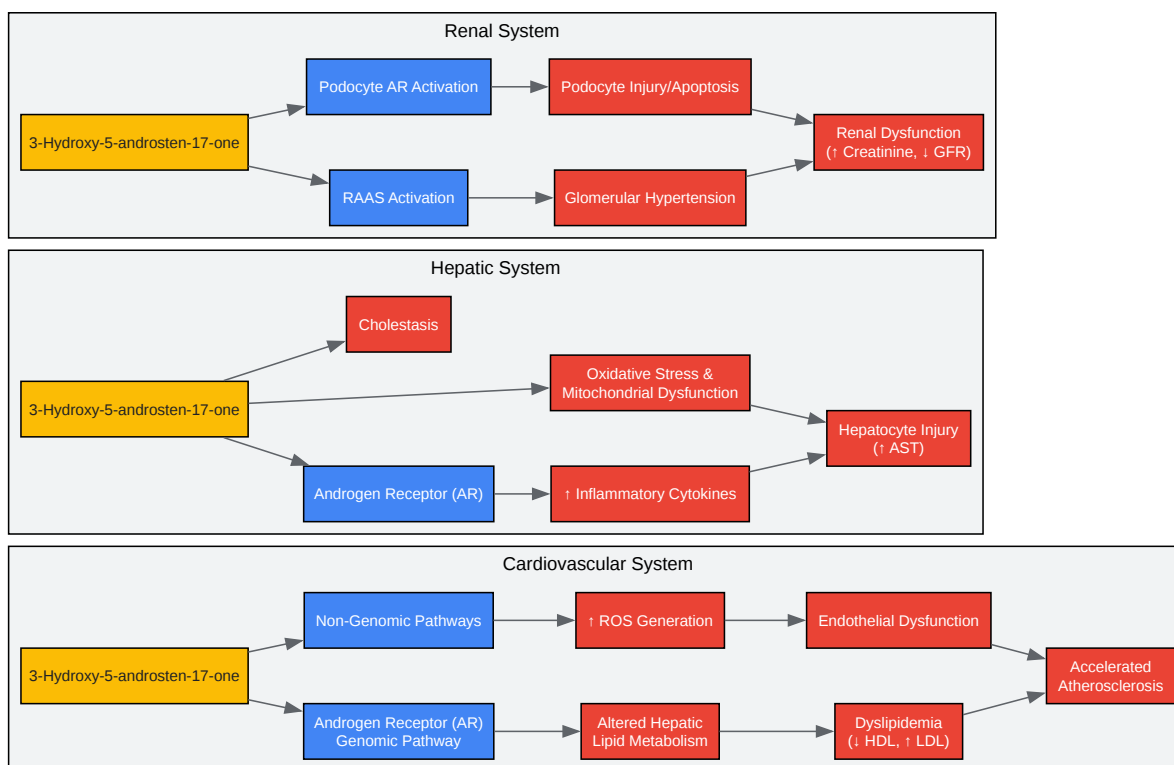 Renal System
Podocyte AR Activation
Podocyte Injury/Apoptosis
3-Hydroxy-5-androsten-17-one
Renal Dysfunction
(↑ Creatinine, ↓ GFR)
RAAS Activation
Glomerular Hypertension
Hepatic System
Cholestasis
Oxidative Stress &
Mitochondrial Dysfunction
3-Hydroxy-5-androsten-17-one
Hepatocyte Injury
(↑ AST)
Androgen Receptor (AR)
↑ Inflammatory Cytokines
Cardiovascular System
Non-Genomic Pathways
↑ ROS Generation
Endothelial Dysfunction
3-Hydroxy-5-androsten-17-one
Accelerated
Atherosclerosis
Androgen Receptor (AR)
Genomic Pathway
Altered Hepatic
Lipid Metabolism
Dyslipidemia
(↓ HDL, ↑ LDL)